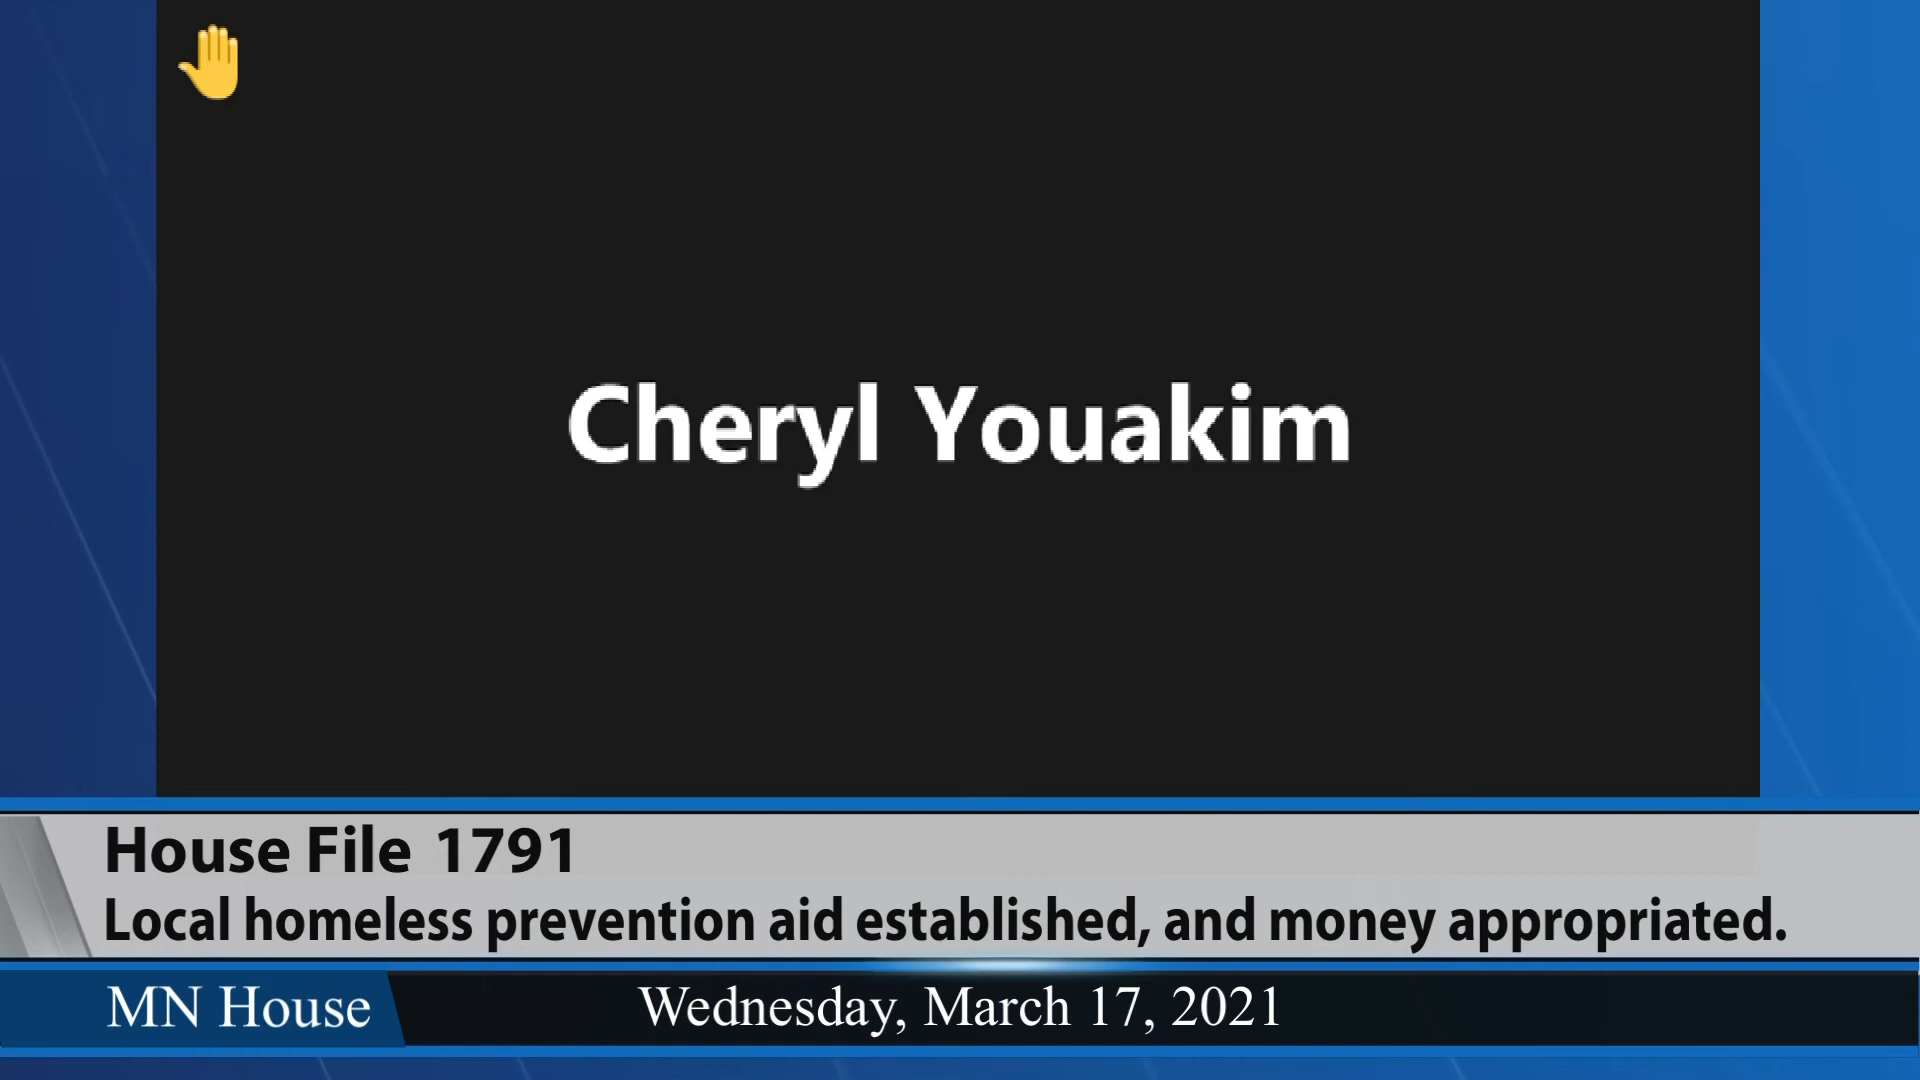 Cheryl Youakim
House File 1791
Local homeless prevention aid established, and money appropriated.
MN House
Wednesday, March 17, 2021